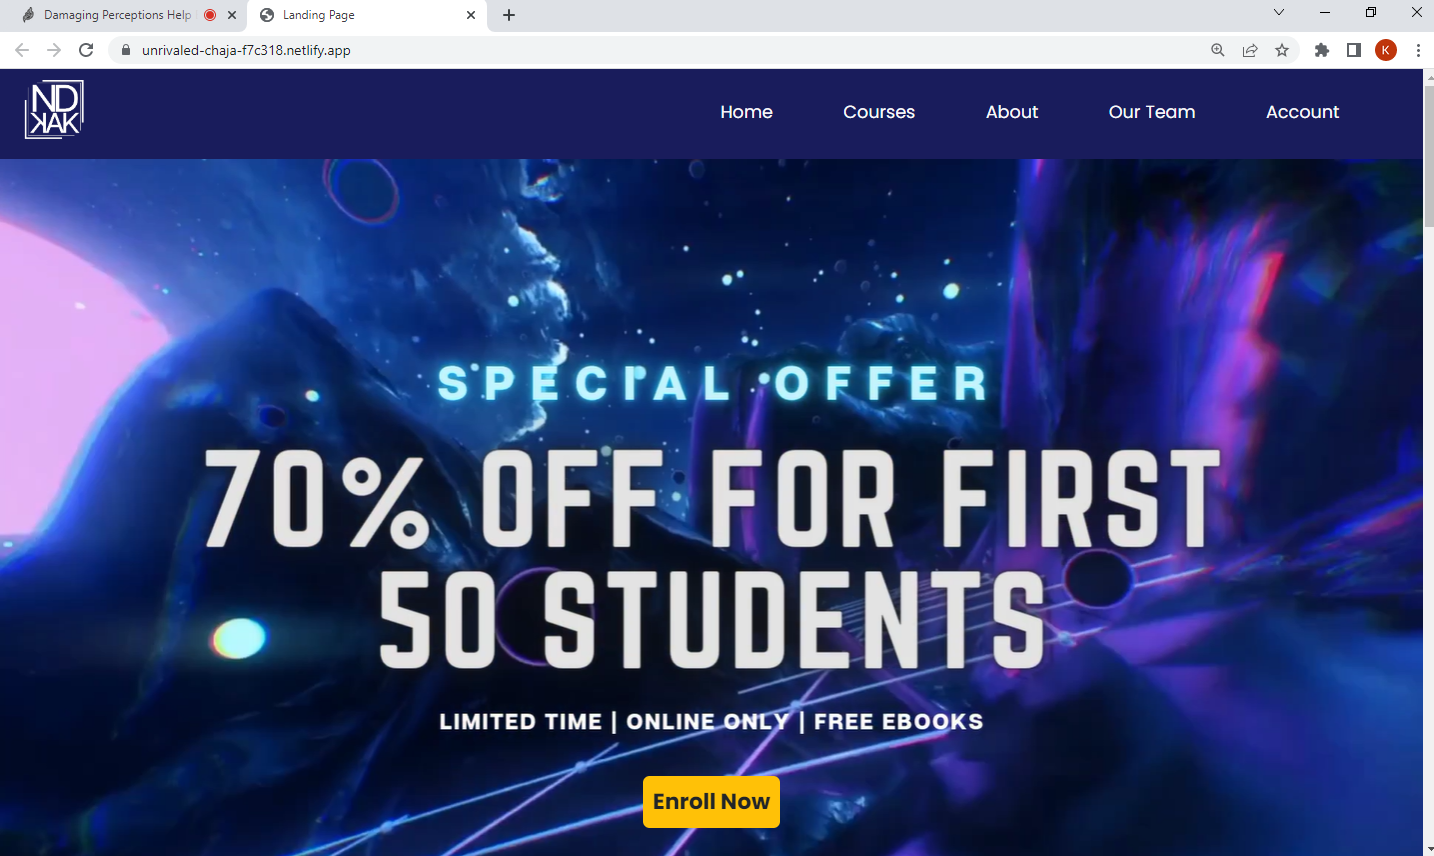 Damaging Perceptions Help
Landing Page
unrivaled-chaja-f7c318.netlify.app
K
ND
KAK
Home
Courses
About
Our Team
Account
SPECIAL OFFER
70% OFF FOR FIRST
50 STUDENTS
LIMITED TIME | ONLINE ONLY | FREE EBOOKS
Enroll Now